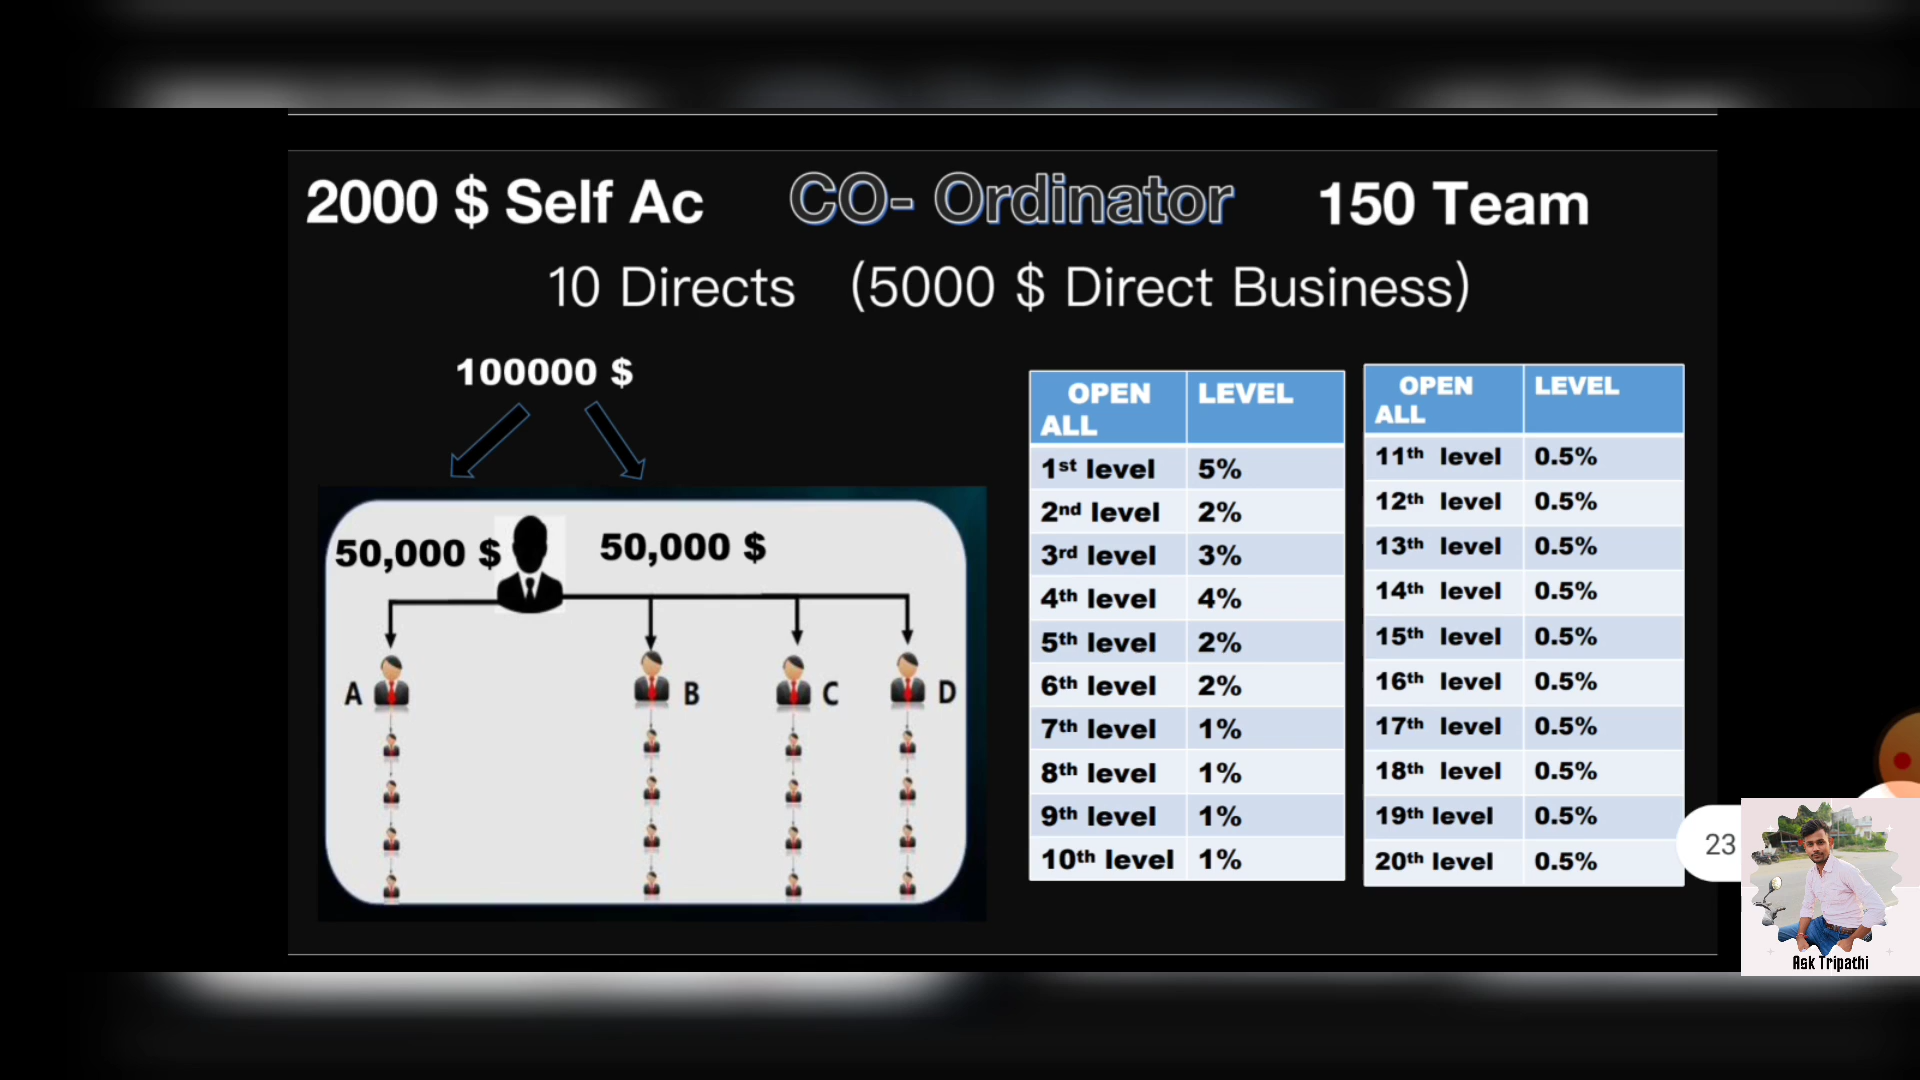 2000 $ Self Ac CO- Ordinator 150 Team
10 Directs (5000 $ Direct Business)
100000 $
50,000 $ 50,000 $
A B C D
OPEN ALL LEVEL
1st level 5%
2nd level 2%
3rd level 3%
4th level 4%
5th level 2%
6th level 2%
7th level 1%
8th level 1%
9th level 1%
10th level 1%
OPEN ALL LEVEL
11th level 0.5%
12th level 0.5%
13th level 0.5%
14th level 0.5%
15th level 0.5%
16th level 0.5%
17th level 0.5%
18th level 0.5%
19th level 0.5%
20th level 0.5%
23
Ask Tripathi